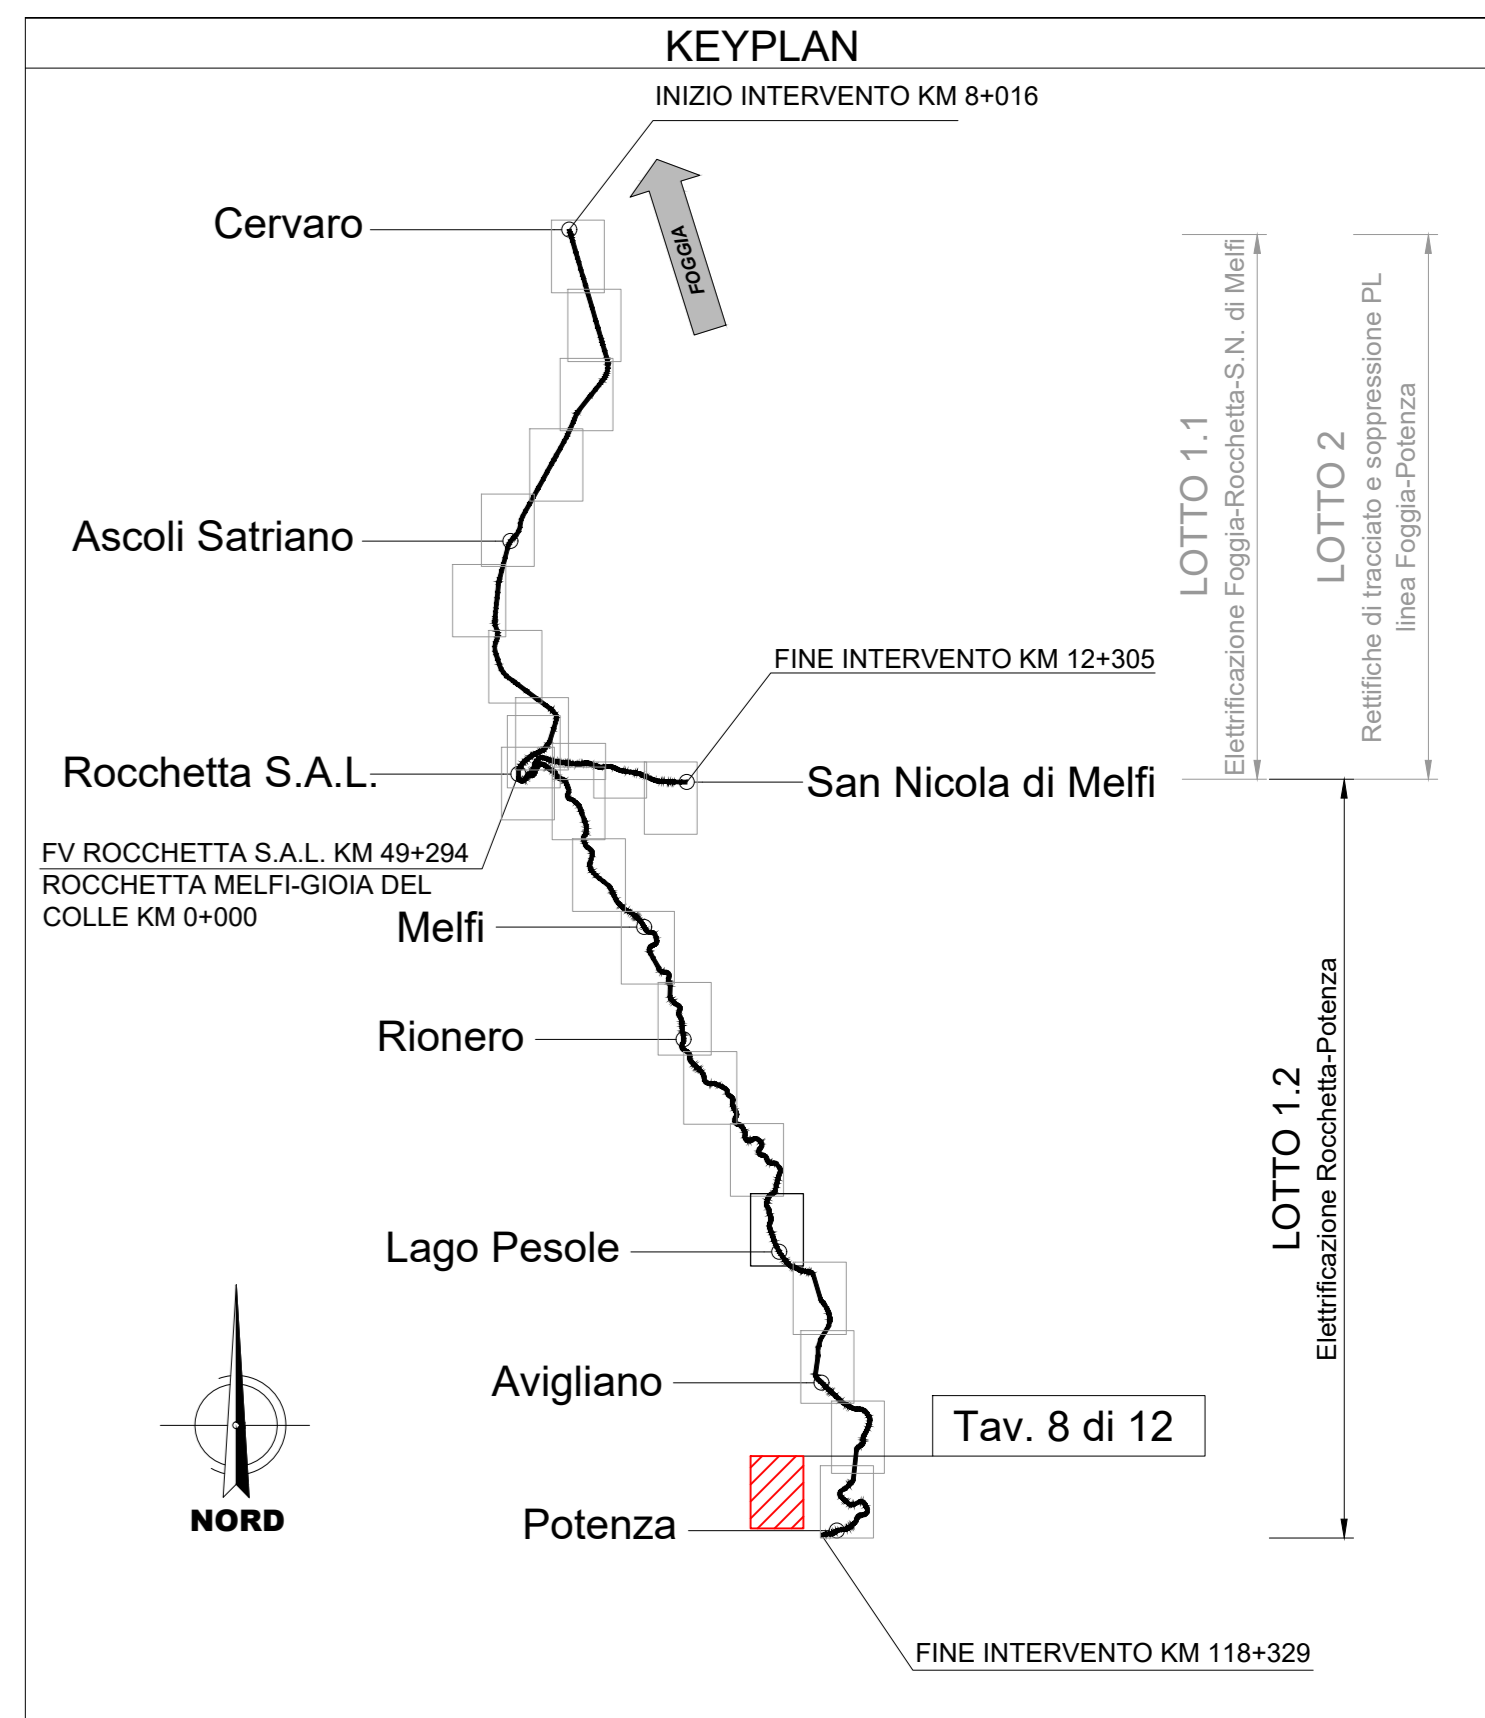 KEYPLAN
INIZIO INTERVENTO KM 8+016
FOGGIA
Cervaro
Ascoli Satriano
LOTTO 1.1
Elettrificazione Foggia-Rocchetta-S.N. di Melfi
LOTTO 2
Rettifiche di tracciato e soppressione PL
linea Foggia-Potenza
FINE INTERVENTO KM 12+305
Rocchetta S.A.L.
San Nicola di Melfi
FV ROCCHETTA S.A.L. KM 49+294
ROCCHETTA MELFI-GIOIA DEL
COLLE KM 0+000
Melfi
Rionero
LOTTO 1.2
Elettrificazione Rocchetta-Potenza
Lago Pesole
Avigliano
Tav. 8 di 12
NORD
Potenza
FINE INTERVENTO KM 118+329